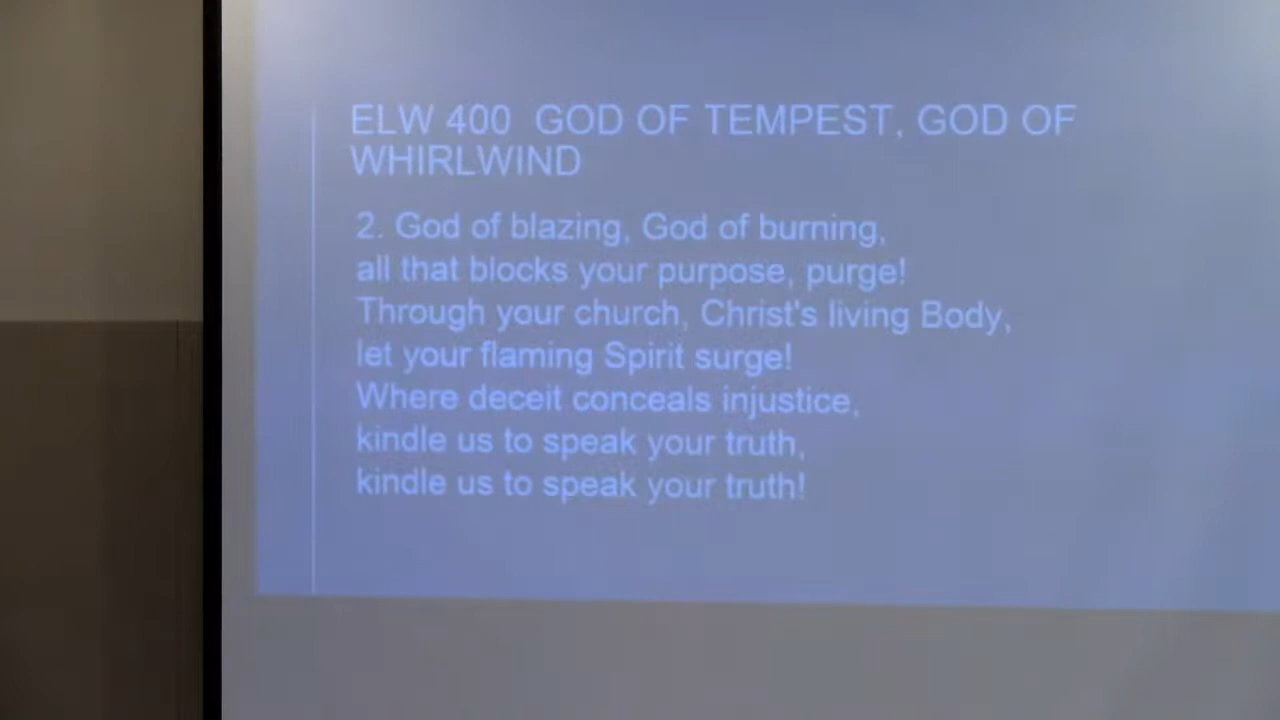 ELW 400 GOD OF TEMPEST, GOD OF
WHIRLWIND
2. God of blazing, God of burning,
all that blocks your purpose, purge!
Through your church, Christ's living Body,
let your flaming Spirit surge!
Where deceit conceals injustice,
kindle us to speak your truth,
kindle us to speak your truth!